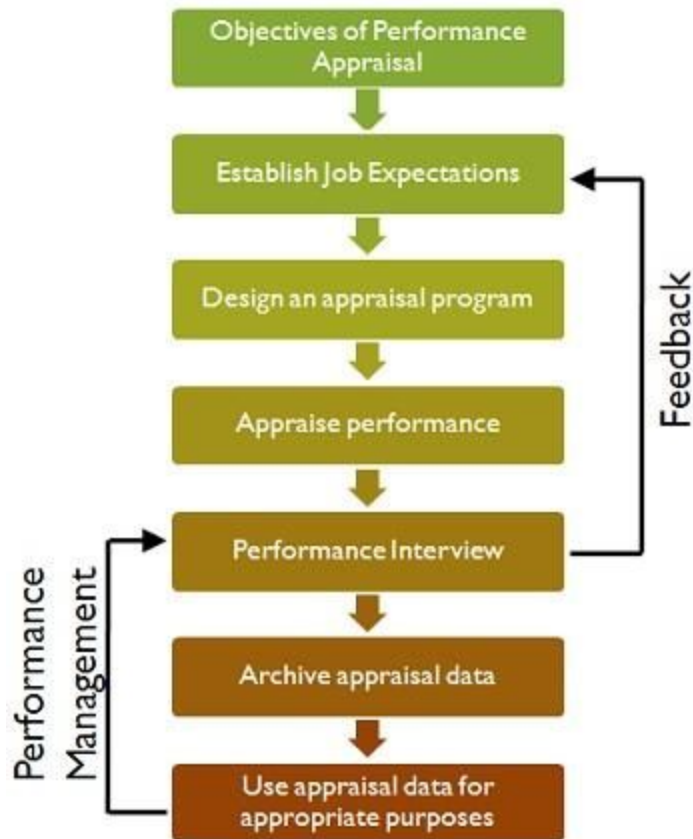 Objectives of Performance
Appraisal
Establish Job Expectations
Design an appraisal program
Appraise performance
Performance Interview
Archive appraisal data
Use appraisal data for
appropriate purposes
Feedback
Performance
Management